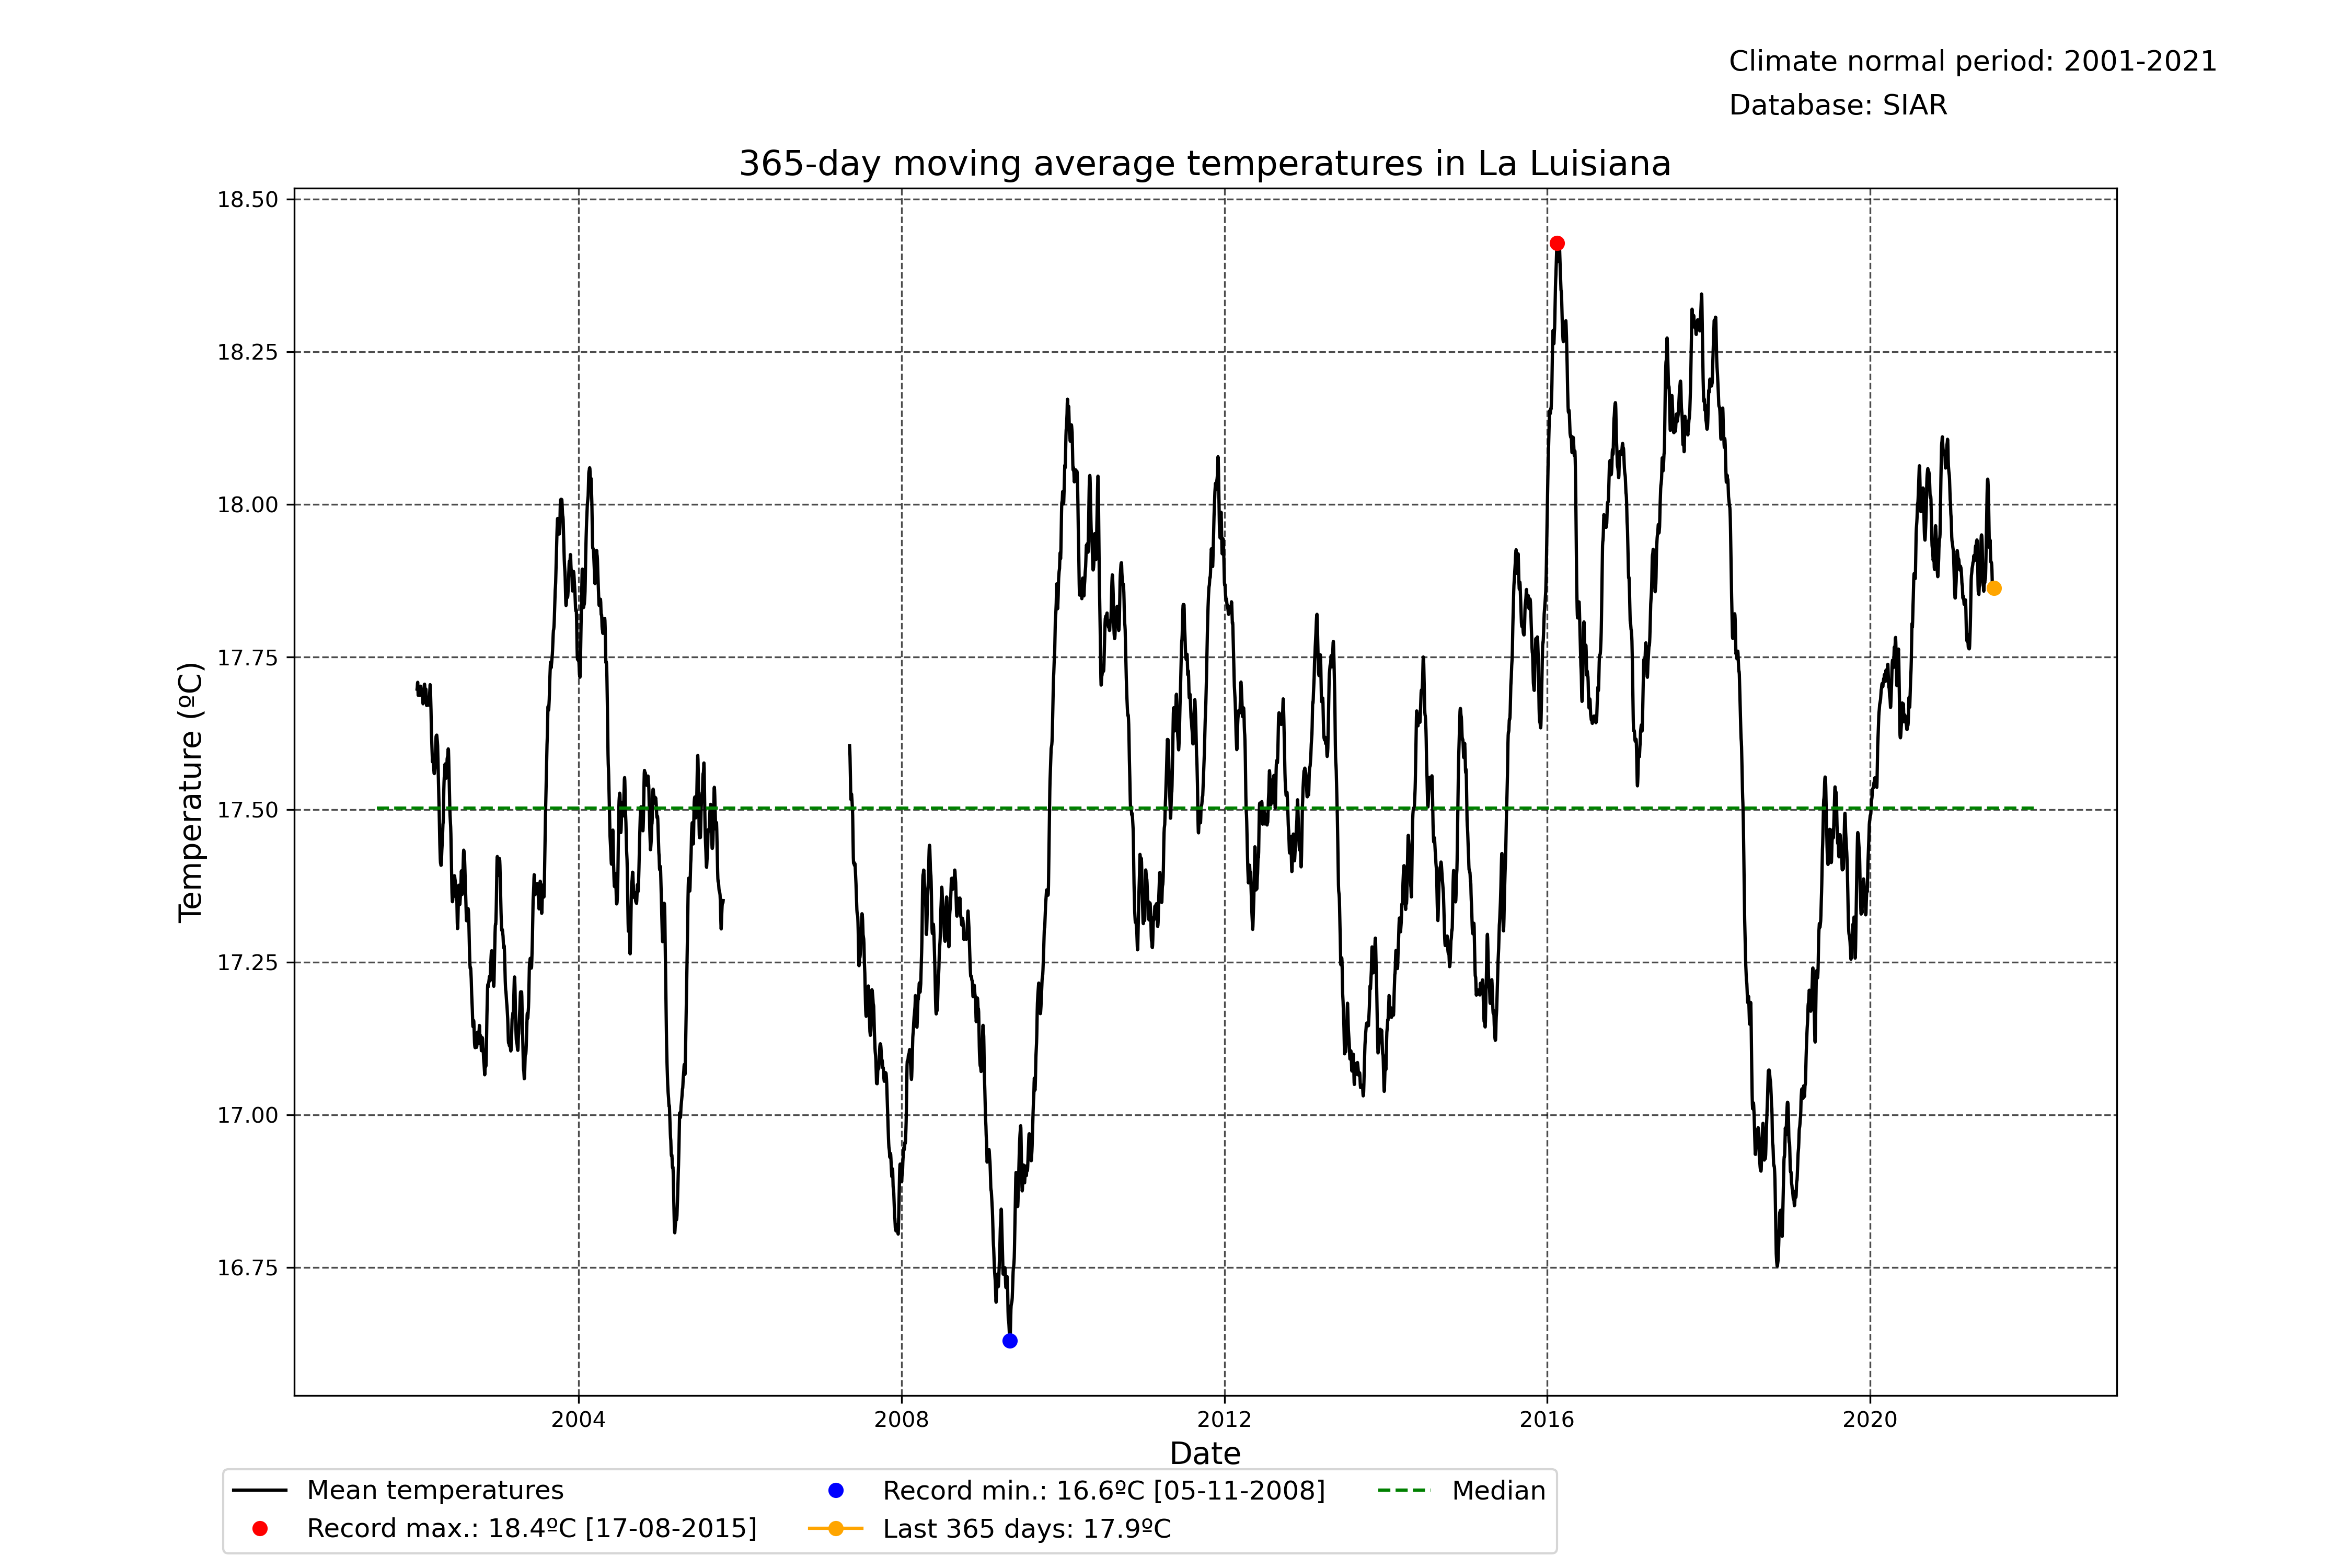 Climate normal period: 2001-2021
Database: SIAR
365-day moving average temperatures in La Luisiana
18.50
18.25
18.00
17.75
17.50
17.25
17.00
16.75
Temperature (ºC)
2004
2008
2012
2016
2020
Date
Mean temperatures
Record max.: 18.4ºC [17-08-2015]
Record min.: 16.6ºC [05-11-2008]
Last 365 days: 17.9ºC
Median